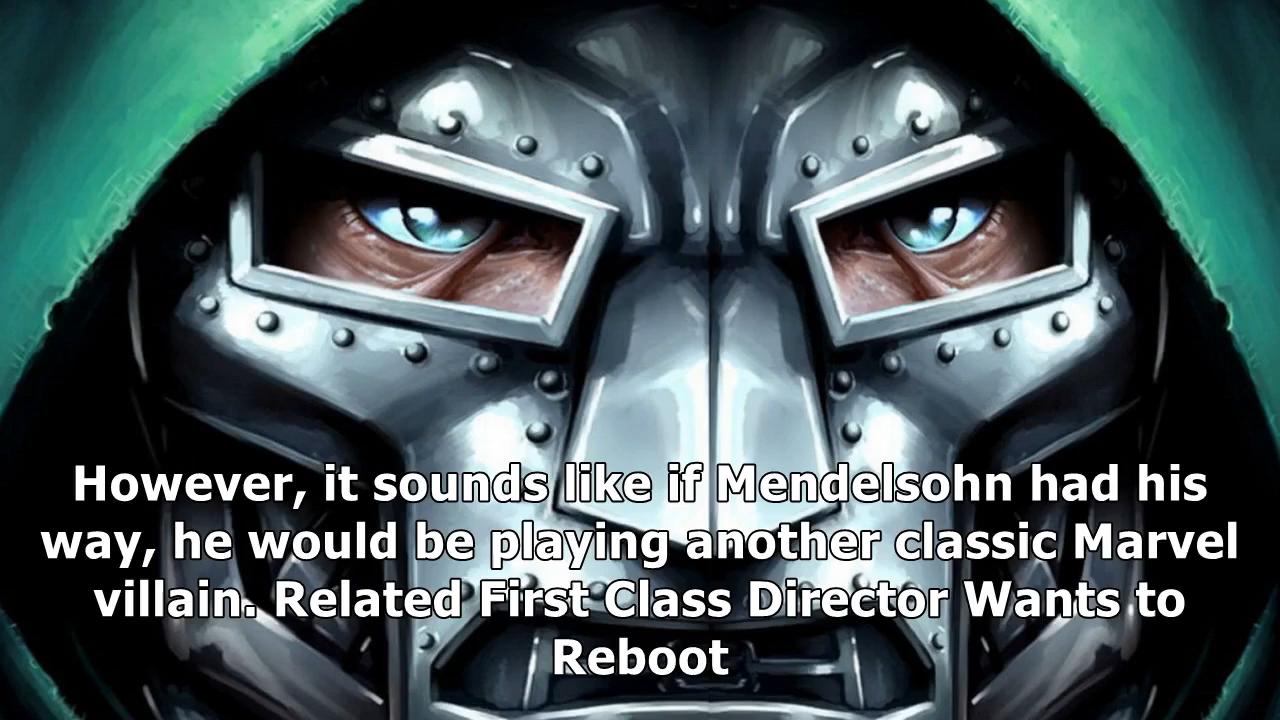 However, it sounds like if Mendelsohn had his
way, he would be playing another classic Marvel
villain. Related First Class Director Wants to
Reboot